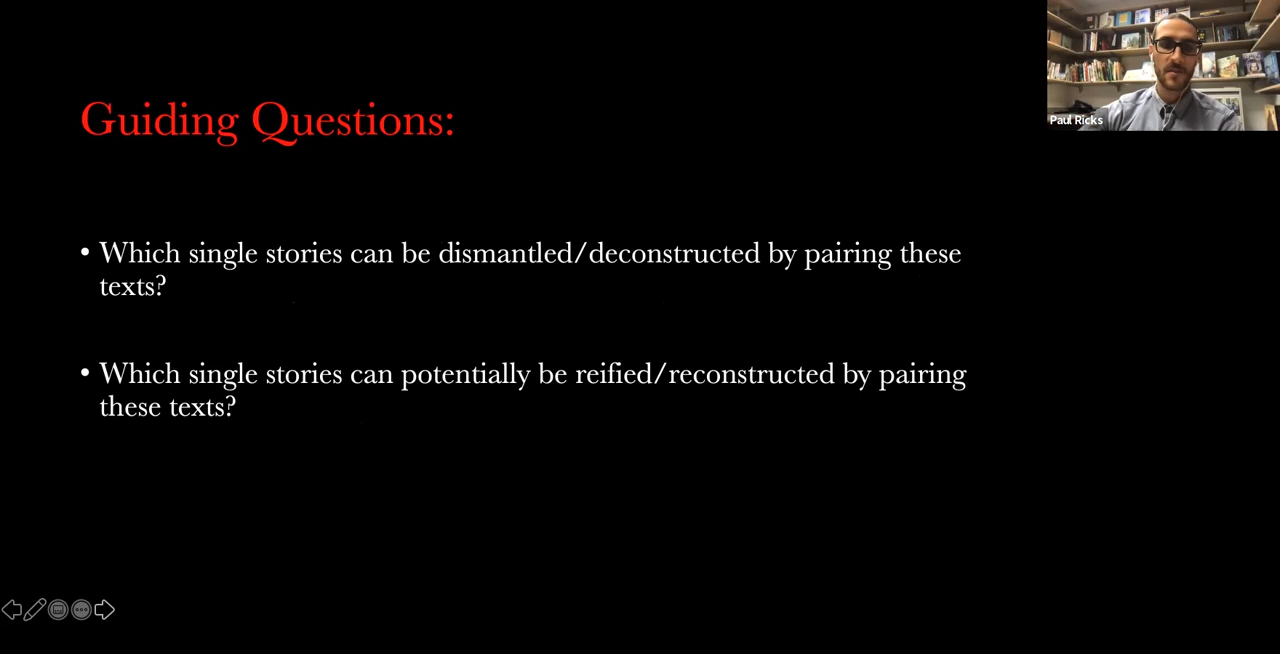 Guiding Questions:
Paul Ricks
• Which single stories can be dismantled/deconstructed by pairing these
texts?
• Which single stories can potentially be reified/reconstructed by pairing
these texts?